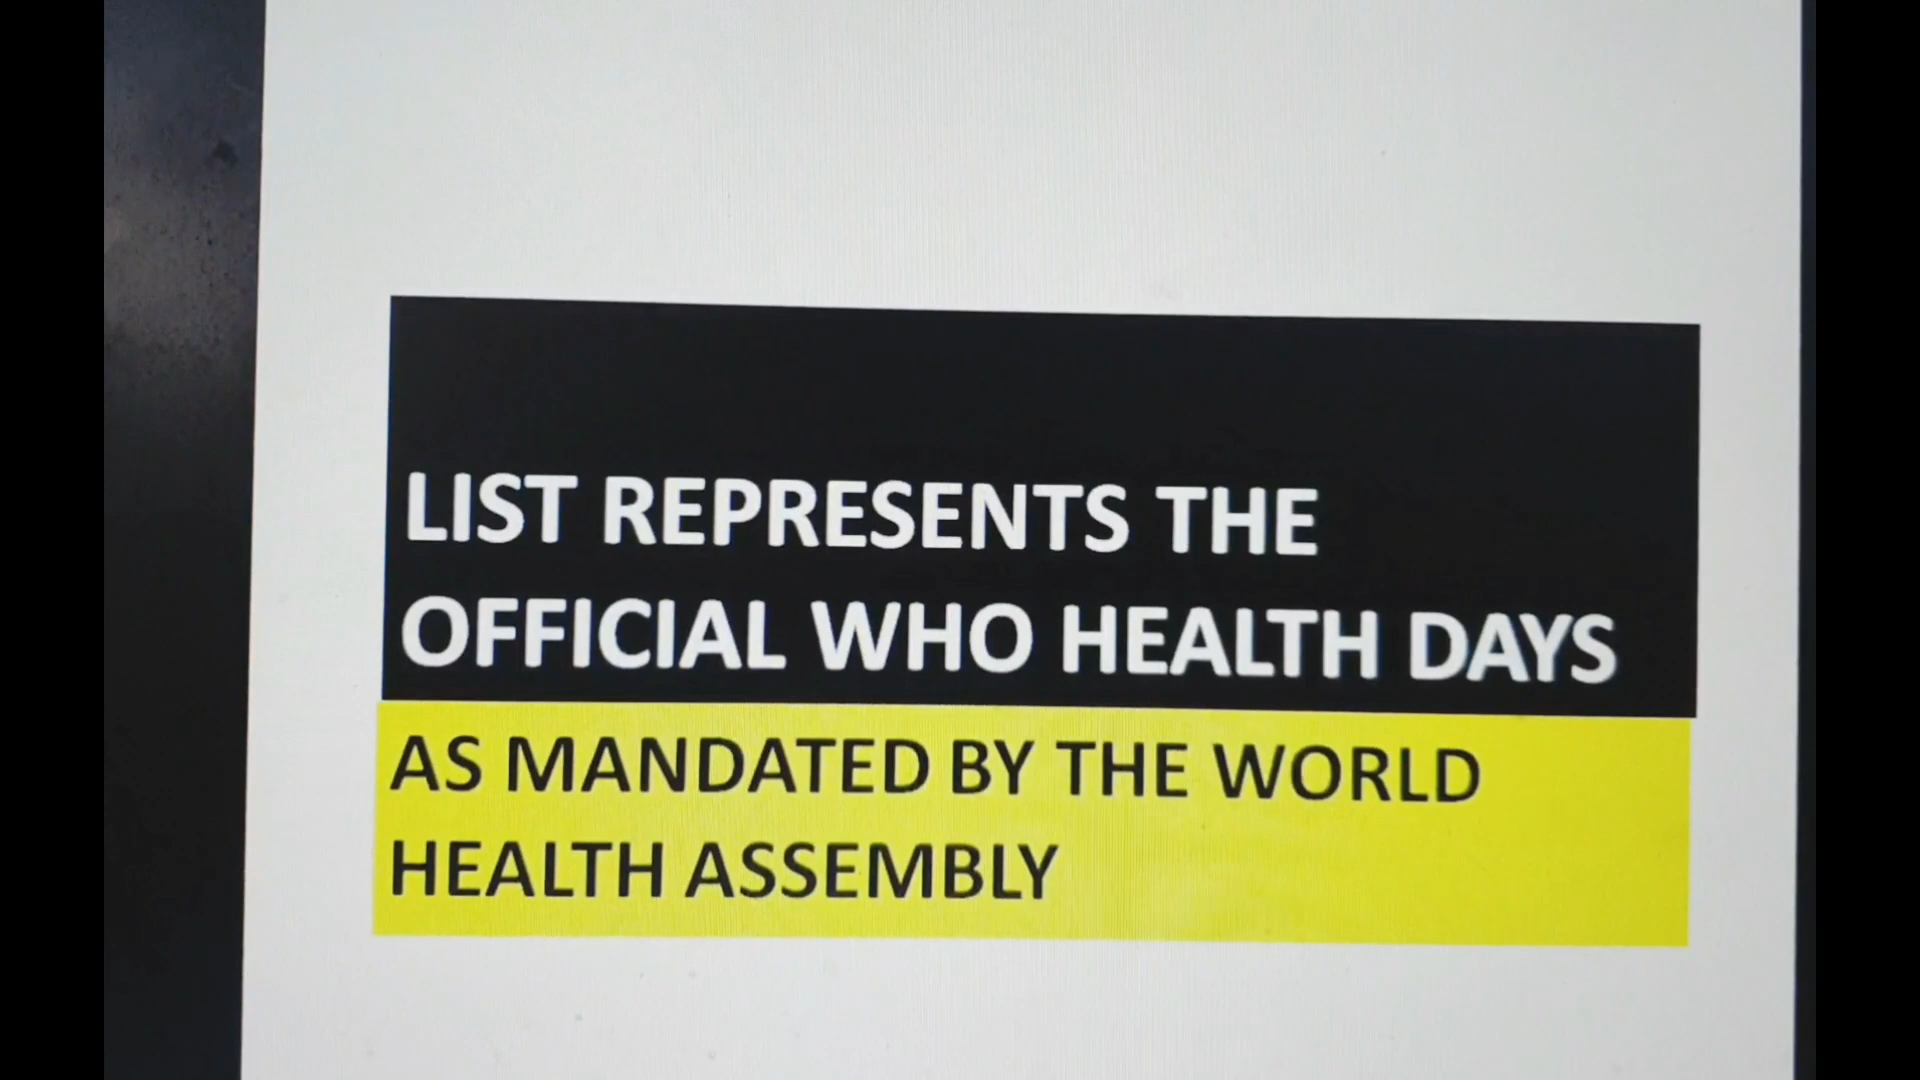 LIST REPRESENTS THE
OFFICIAL WHO HEALTH DAYS
AS MANDATED BY THE WORLD
HEALTH ASSEMBLY